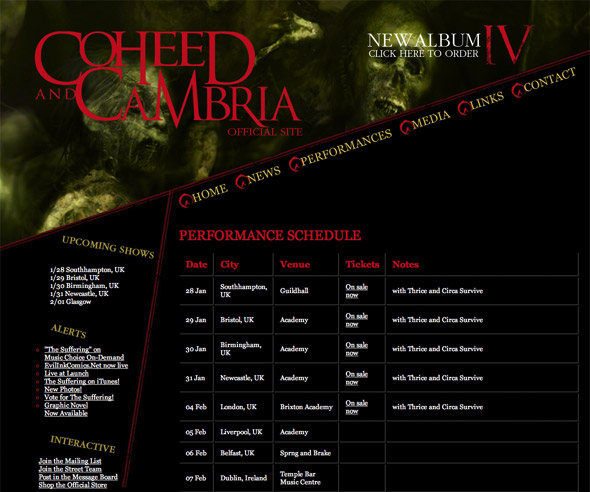 COHEED
AND CAMBRIA
OFFICIAL SITE
NEW ALBUM IV
CLICK HERE TO ORDER
HOME NEWS PERFORMANCES MEDIA LINKS CONTACT
UPCOMING SHOWS
1/28 Southhampton, UK
1/29 Bristol, UK
1/30 Birmingham, UK
1/31 Newcastle, UK
2/01 Glasgow
ALERTS
"The Suffering" on
Music Choice On-Demand
EvilInkComics.Net now live
Live at Launch
The Suffering on iTunes!
New Photos!
Vote for The Suffering!
Graphic Novel
Now Available
INTERACTIVE
Join the Mailing List
Join the Street Team
Post in the Message Board
Shop the Official Store
PERFORMANCE SCHEDULE
Date City Venue Tickets Notes
28 Jan Southhampton, UK Guildhall On sale now with Thrice and Circa Survive
29 Jan Bristol, UK Academy On sale now with Thrice and Circa Survive
30 Jan Birmingham, UK Academy On sale now with Thrice and Circa Survive
31 Jan Newcastle, UK Academy On sale now with Thrice and Circa Survive
04 Feb London, UK Brixton Academy On sale now with Thrice and Circa Survive
05 Feb Liverpool, UK Academy
06 Feb Belfast, UK Sprng and Brake
07 Feb Dublin, Ireland Temple Bar Music Centre